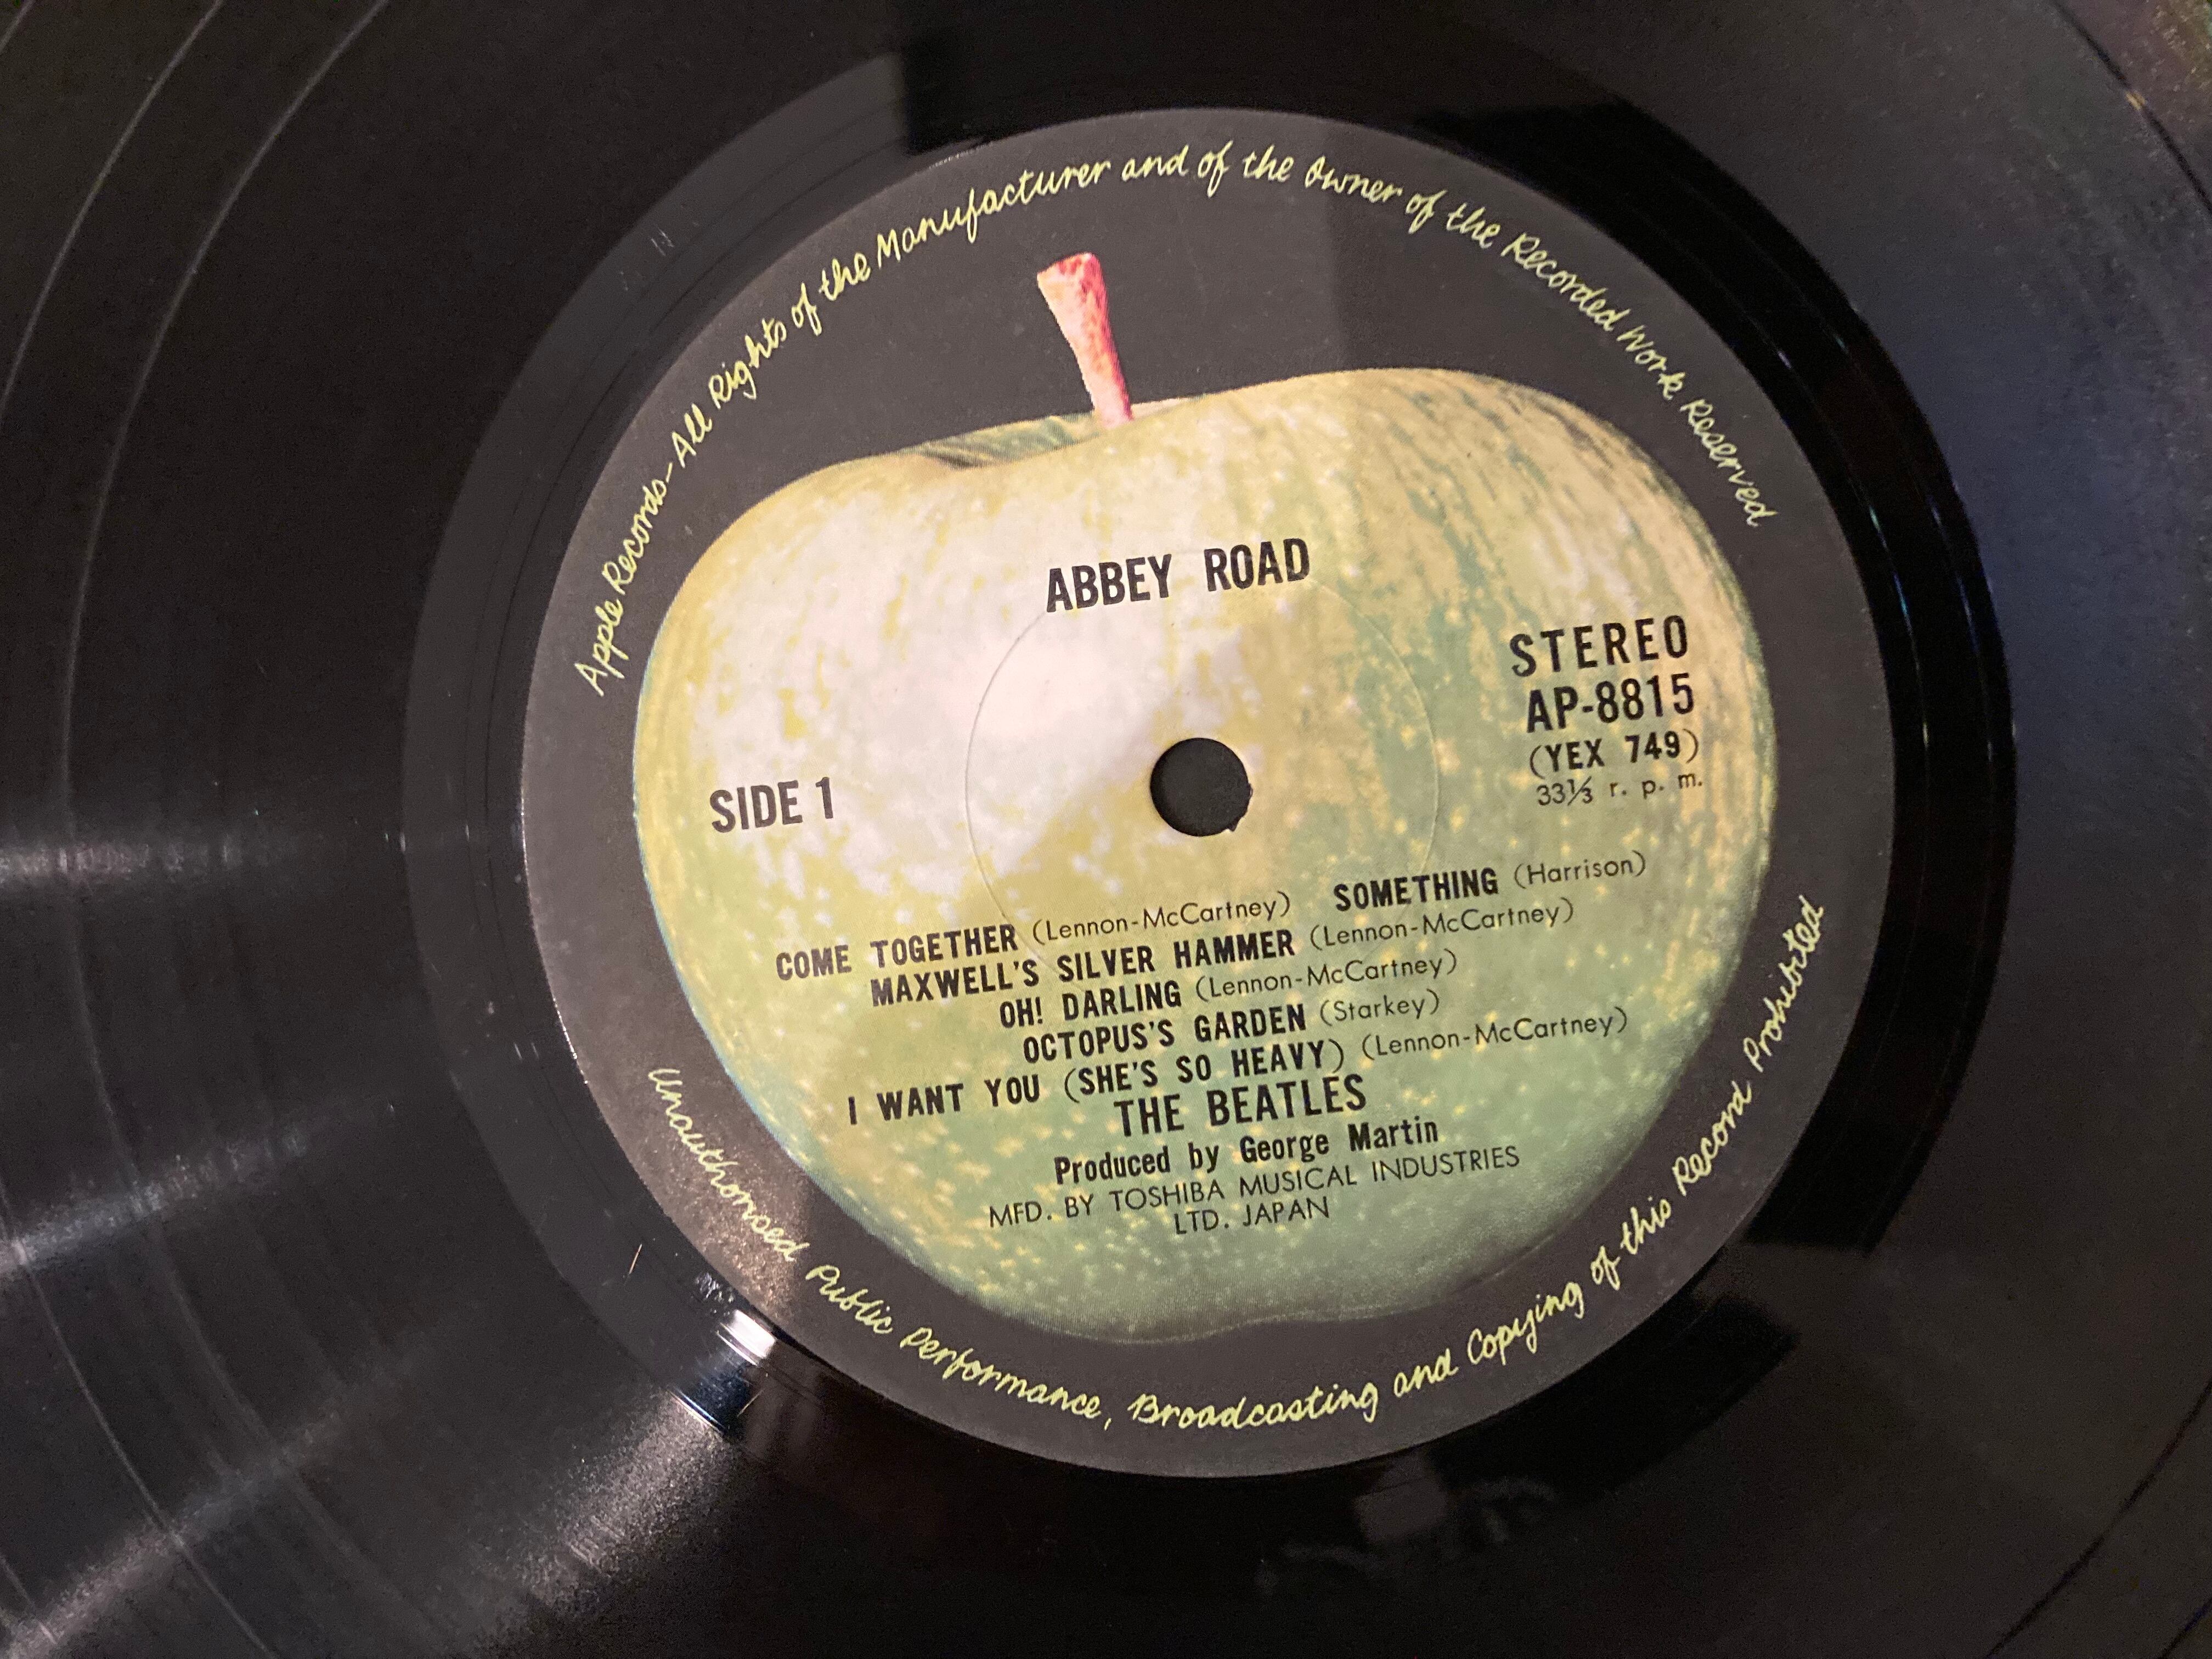 Apple Records–All Rights of the Manufacturer and of the Owner of the Recorded Work Reserved
ABBEY ROAD
STEREO
AP-8815
(YEX 749)
33⅓ r. p. m.
SIDE 1
COME TOGETHER (Lennon-McCartney) SOMETHING (Harrison)
MAXWELL'S SILVER HAMMER (Lennon-McCartney)
OH! DARLING (Lennon-McCartney)
OCTOPUS'S GARDEN (Starkey)
I WANT YOU (SHE'S SO HEAVY) (Lennon-McCartney)
THE BEATLES
Produced by George Martin
MFD. BY TOSHIBA MUSICAL INDUSTRIES
LTD. JAPAN
Unauthorised Public Performance, Broadcasting and Copying of this Record Prohibited